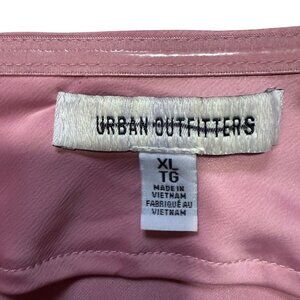 URBAN OUTFITTERS
XL
TG
MADE IN
VIETNAM
FABRIQUÉ AU
VIETNAM